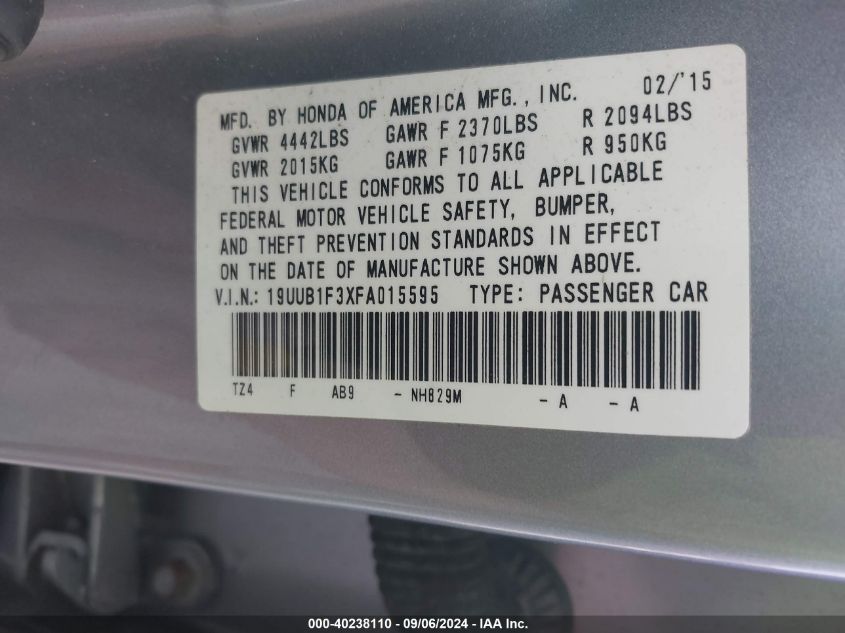 MFD. BY HONDA OF AMERICA MFG., INC. 02/'15
GVWR 4442LBS GAWR F 2370LBS R 2094LBS
GVWR 2015KG GAWR F 1075KG R 950KG
THIS VEHICLE CONFORMS TO ALL APPLICABLE
FEDERAL MOTOR VEHICLE SAFETY, BUMPER,
AND THEFT PREVENTION STANDARDS IN EFFECT
ON THE DATE OF MANUFACTURE SHOWN ABOVE.
V.I.N.: 19UUB1F3XFA015595 TYPE: PASSENGER CAR
TZ4 F AB9 - NH829M - A - A
000-40238110 - 09/06/2024 - IAA Inc.